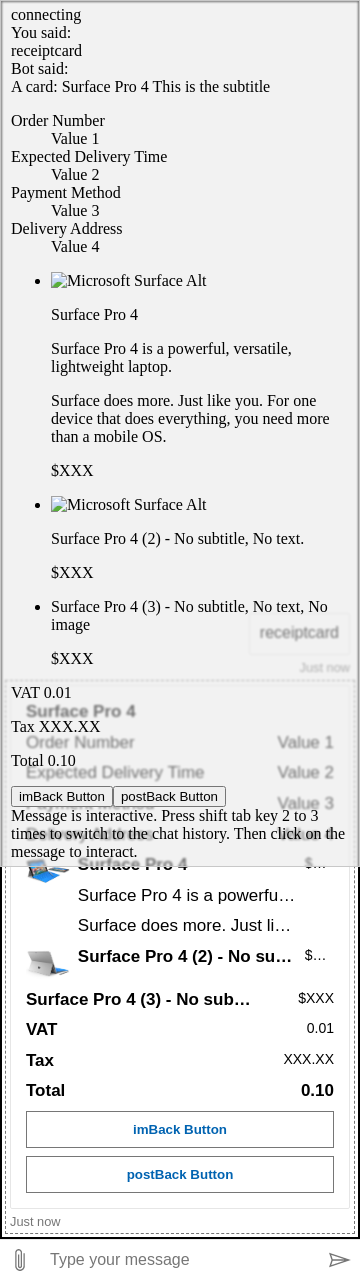 connecting
You said:
receiptcard
Bot said:
A card: Surface Pro 4 This is the subtitle
Order Number
Value 1
Expected Delivery Time
Value 2
Payment Method
Value 3
Delivery Address
Value 4
Microsoft Surface Alt
Surface Pro 4
Surface Pro 4 is a powerful, versatile,
lightweight laptop.
Surface does more. Just like you. For one
device that does everything, you need more
than a mobile OS.
$XXX
Microsoft Surface Alt
Surface Pro 4 (2) - No subtitle, No text.
$XXX
Surface Pro 4 (3) - No subtitle, No text, No
image
receiptcard
$XXX
Just now
VAT 0.01
Surface Pro 4
Tax XXX.XX
Order Number Value 1
Total 0.10
Expected Delivery Time Value 2
imBack Button postBack Button
Value 3
Message is interactive. Press shift tab key 2 to 3
times to switch to the chat history. Then click on the
message to interact.
Surface Pro 4 $…
Surface Pro 4 is a powerfu…
Surface does more. Just li…
Surface Pro 4 (2) - No su… $…
Surface Pro 4 (3) - No sub… $XXX
VAT 0.01
Tax XXX.XX
Total 0.10
imBack Button
postBack Button
Just now
Type your message